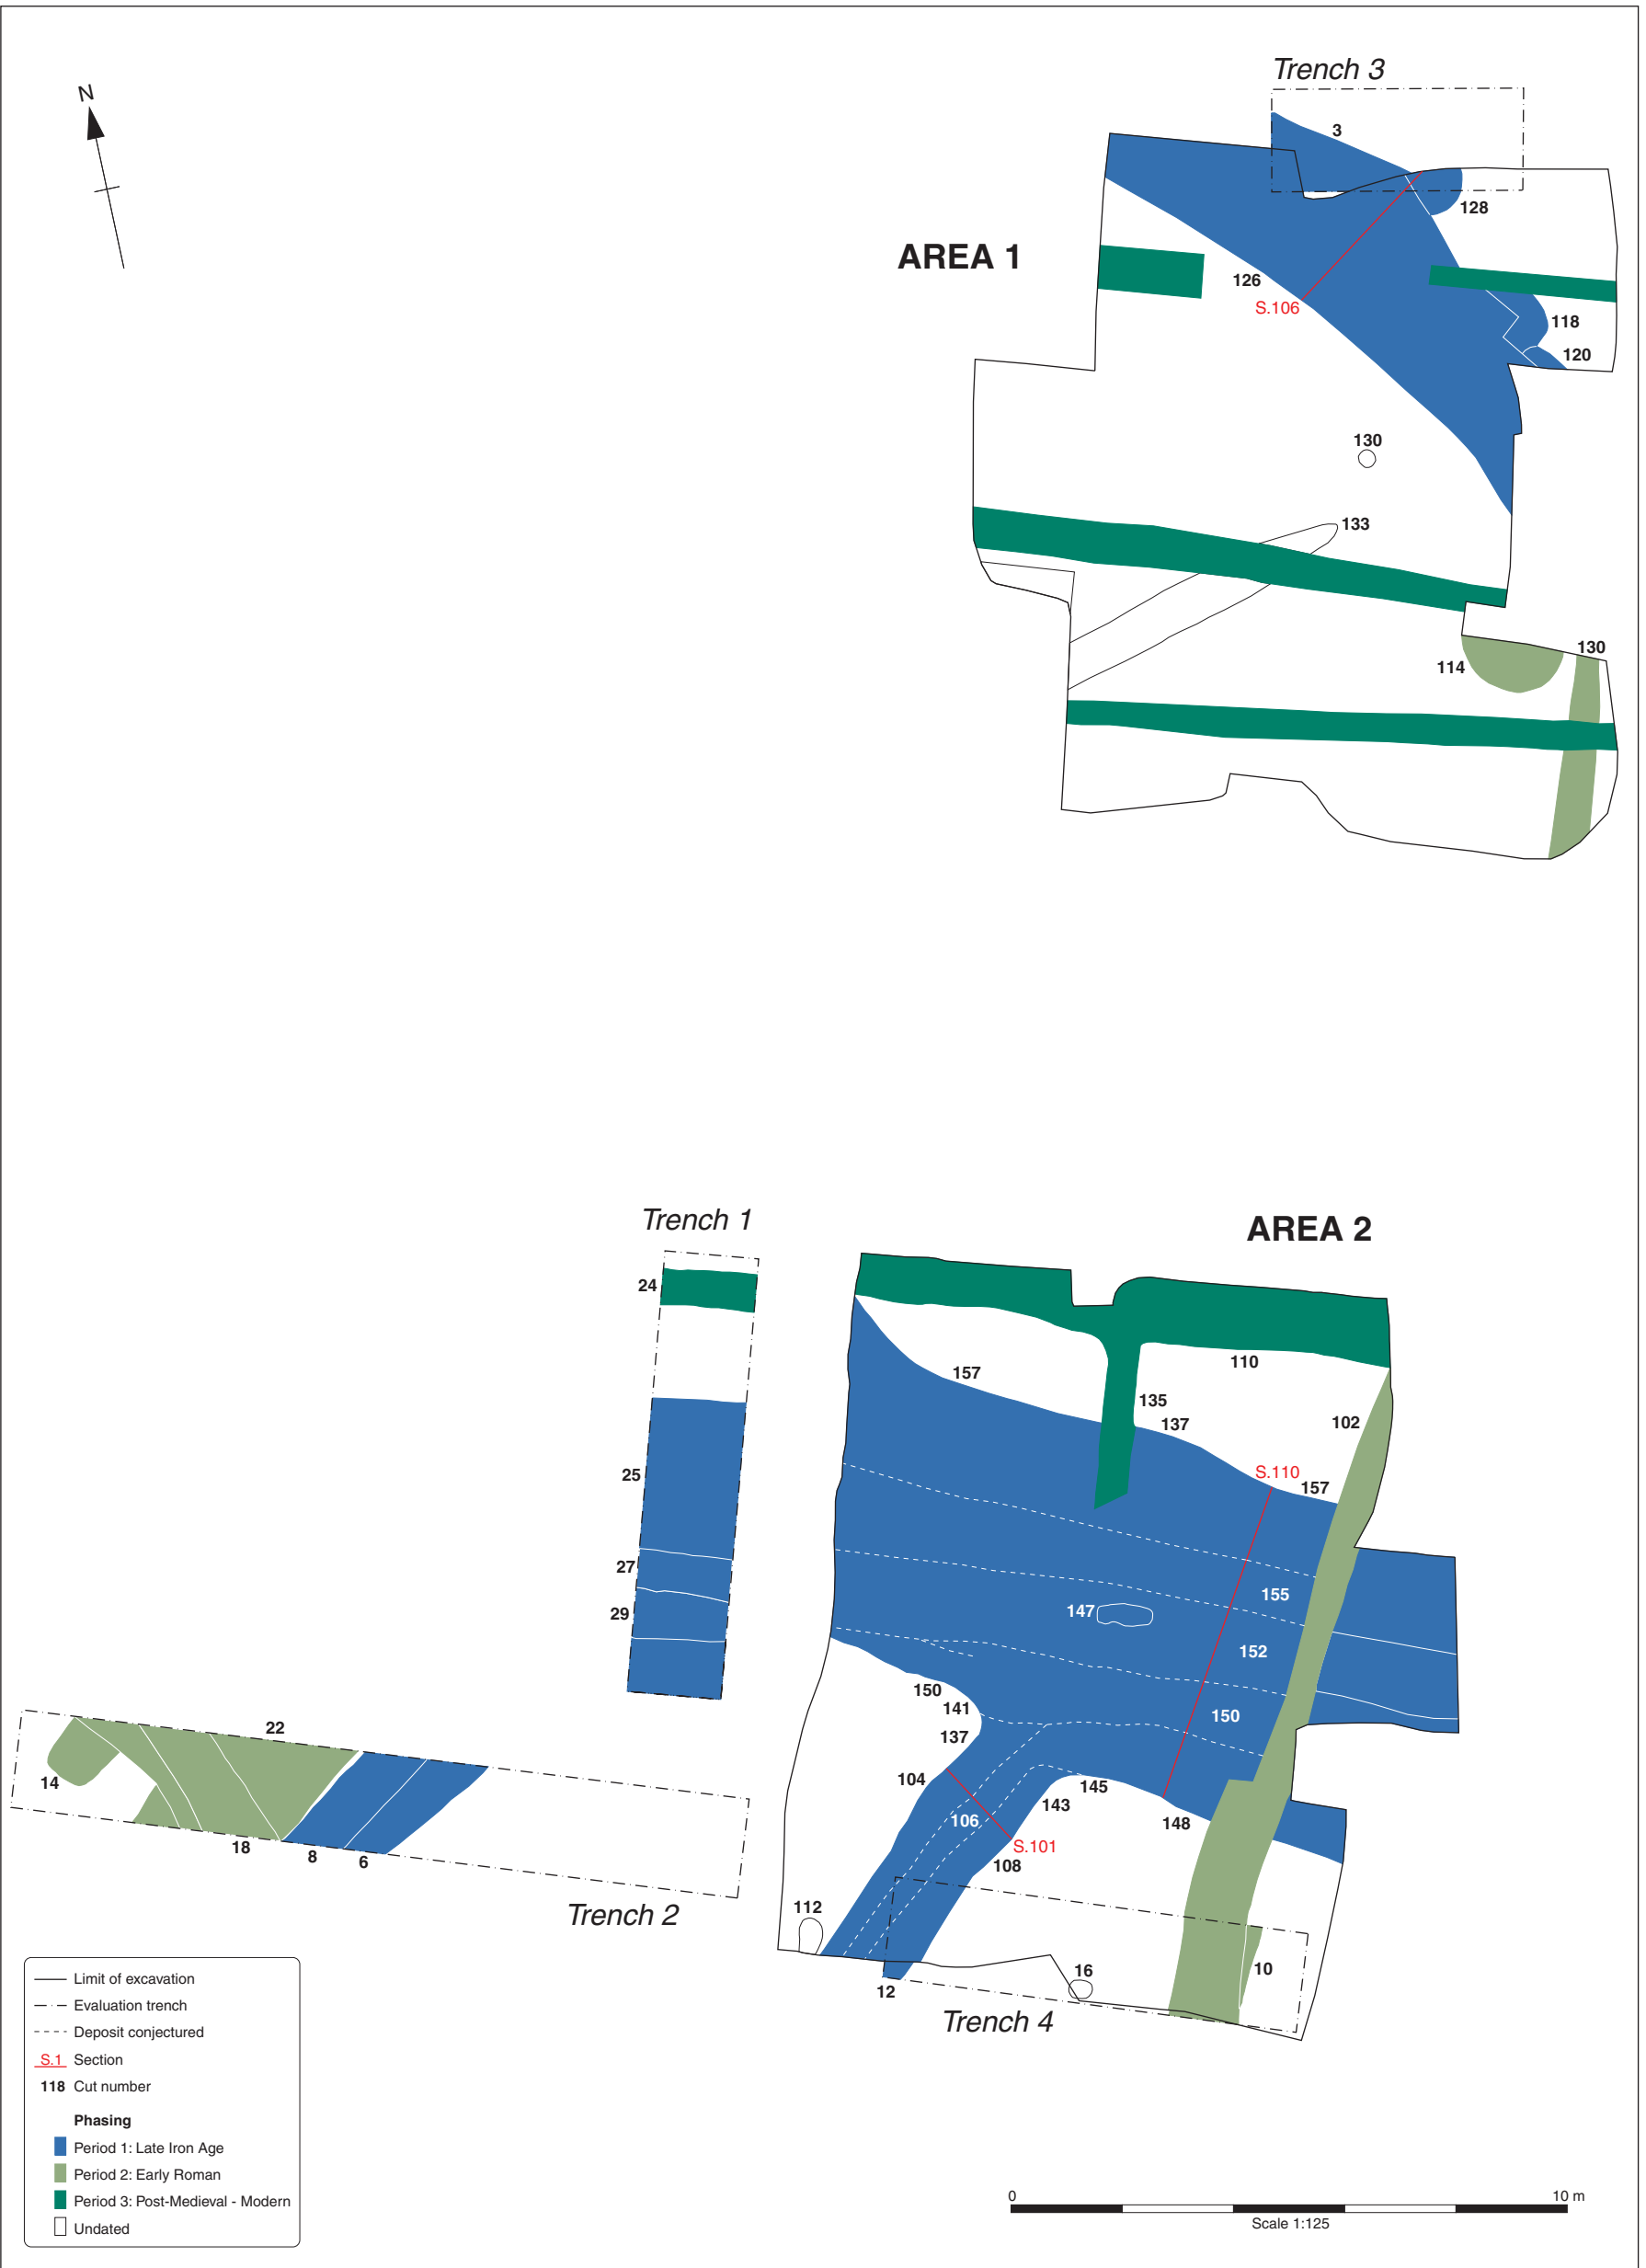 Trench 3
N
3
128
AREA 1
126
S.106
118
120
130
133
130
114
Trench 1
AREA 2
24
157
110
135
137
102
S.110
157
25
27
155
147
29
152
150
141
150
137
22
14
104
145
143
106
148
S.101
18
8
6
108
Trench 2
112
10
16
12
Trench 4
Limit of excavation
Evaluation trench
Deposit conjectured
S.1 Section
118 Cut number
Phasing
Period 1: Late Iron Age
Period 2: Early Roman
Period 3: Post-Medieval - Modern
Undated
0 10 m
Scale 1:125